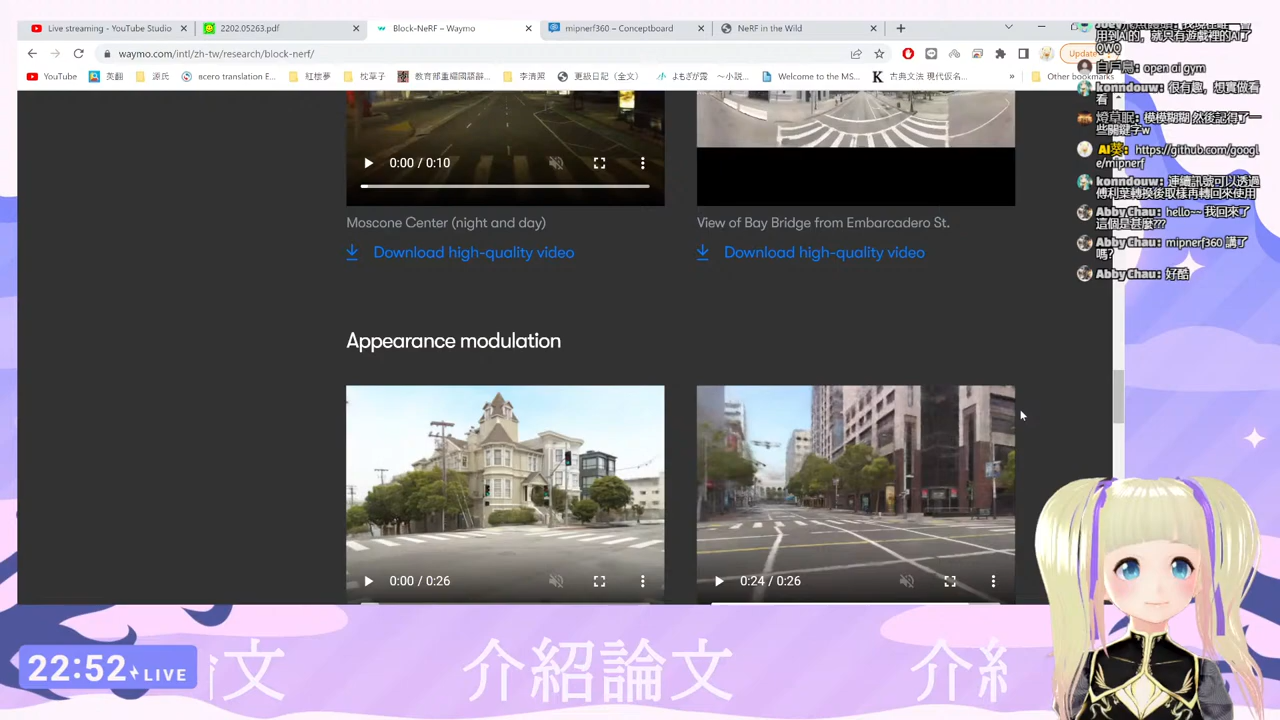 Live streaming - YouTube Studio
2202.05263.pdf
Block-NeRF – Waymo
mipnerf360 – Conceptboard
NeRF in the Wild
waymo.com/intl/zh-tw/research/block-nerf/
Update
YouTube
美翻
源氏
всего translation E...
紅樓夢
枕草子
教育部重編國語辭...
李清照
更級日記（全文）
よもぎが露 ～小説...
Welcome to the MS...
古典文法 現代仮名...
»
Other bookmarks
0:00 / 0:10
Moscone Center (night and day)
View of Bay Bridge from Embarcadero St.
Download high-quality video
Download high-quality video
Appearance modulation
0:00 / 0:26
0:24 / 0:26
用到AI的，就只有遊戲裡的AI了
QWQ
open ai gym
konndouw: 很有趣，想實做看
看
燈草眠: 模模糊糊 然後記得了一
些關鍵字w
AI葵: https://github.com/googl
e/mipnerf
konndouw: 連續訊號可以透過
傅利葉轉換後取樣再轉回來使用
Abby Chau: hello~~ 我回來了
這個是甚麼???
Abby Chau: mipnerf360 講了
嗎?
Abby Chau: 好酷
22:52 LIVE
文
介紹論文
介紹